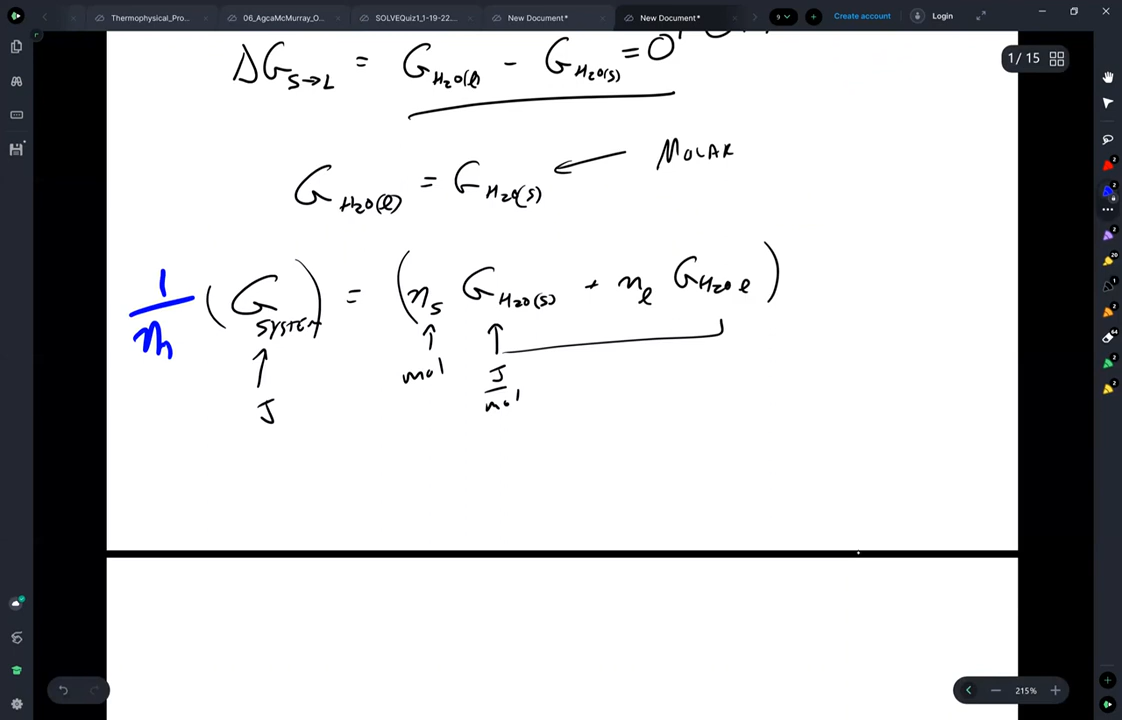 Thermophysical_Pro...
06_AgcaMcMurray_O...
SOLVEQuiz1_1-19-22....
New Document*
New Document*
9
Create account
Login
1 / 15
ΔG S→L = G H₂O(l) - G H₂O(s) = 0
G H₂O(l) = G H₂O(s) ← MOLAR
1/n (G SYSTEM) = (n s G H₂O(s) + n l G H₂O l)
↑ J
↑ mol
↑ J/mol
215%